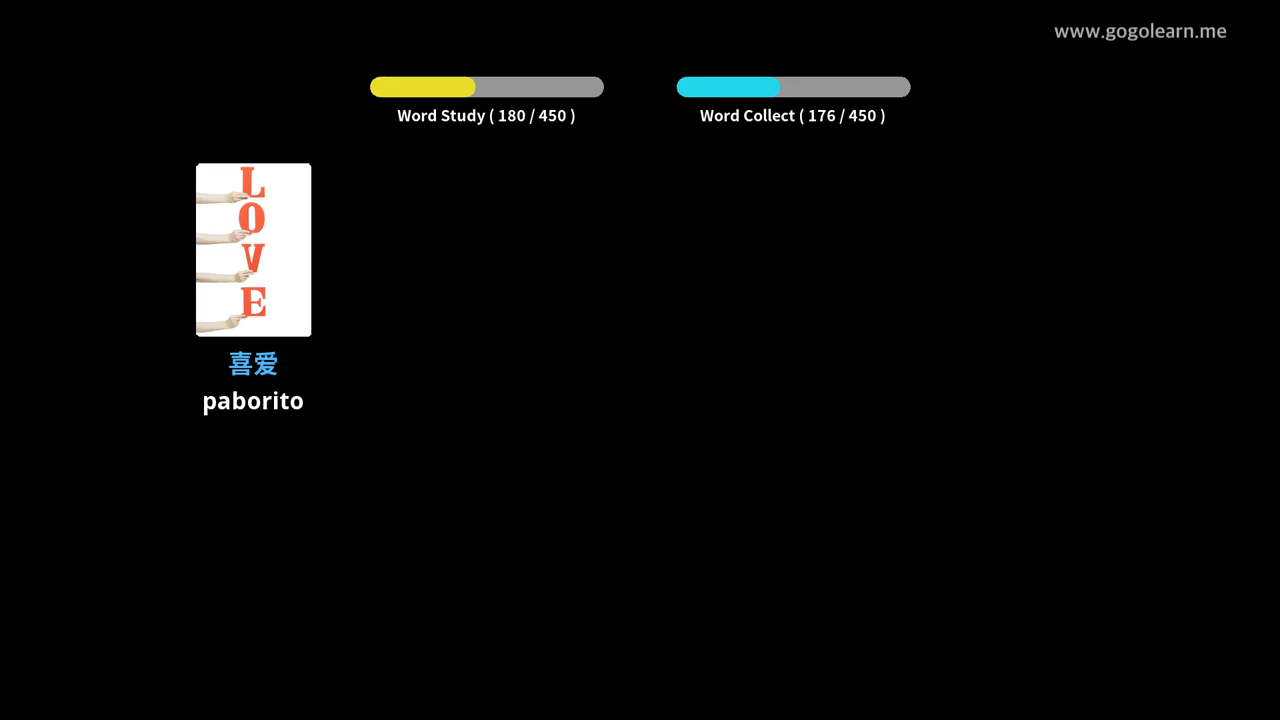 www.gogolearn.me
Word Study ( 180 / 450 )
Word Collect ( 176 / 450 )
L
O
V
E
喜爱
paborito